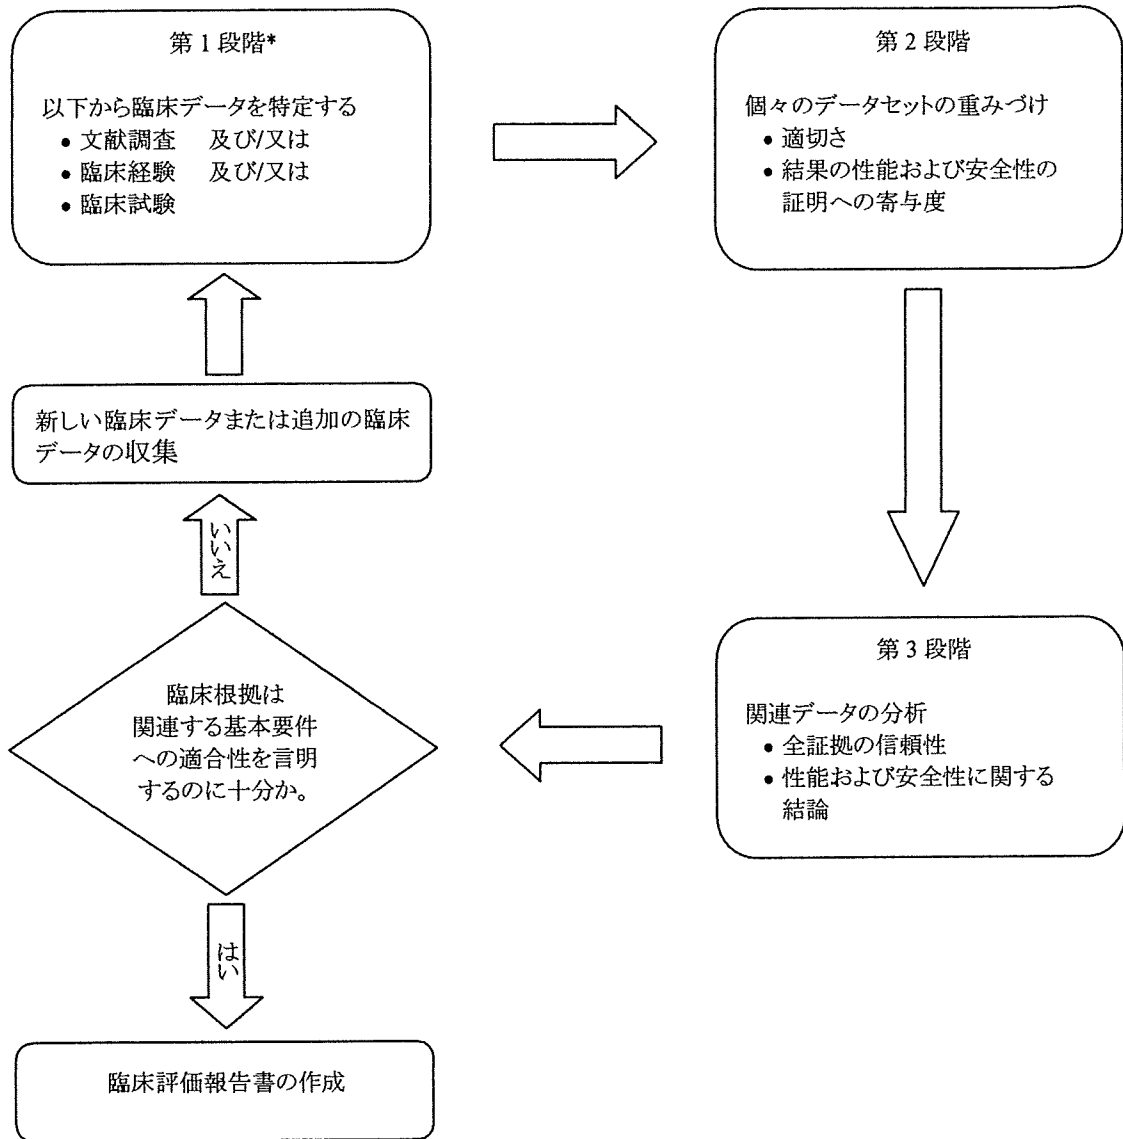 第1段階*
以下から臨床データを特定する
• 文献調査 及び/又は
• 臨床経験 及び/又は
• 臨床試験
第2段階
個々のデータセットの重みづけ
• 適切さ
• 結果の性能および安全性の
証明への寄与度
新しい臨床データまたは追加の臨床
データの収集
いいえ
第3段階
関連データの分析
• 全証拠の信頼性
• 性能および安全性に関する
結論
臨床根拠は
関連する基本要件
への適合性を言明
するのに十分か。
はい
臨床評価報告書の作成